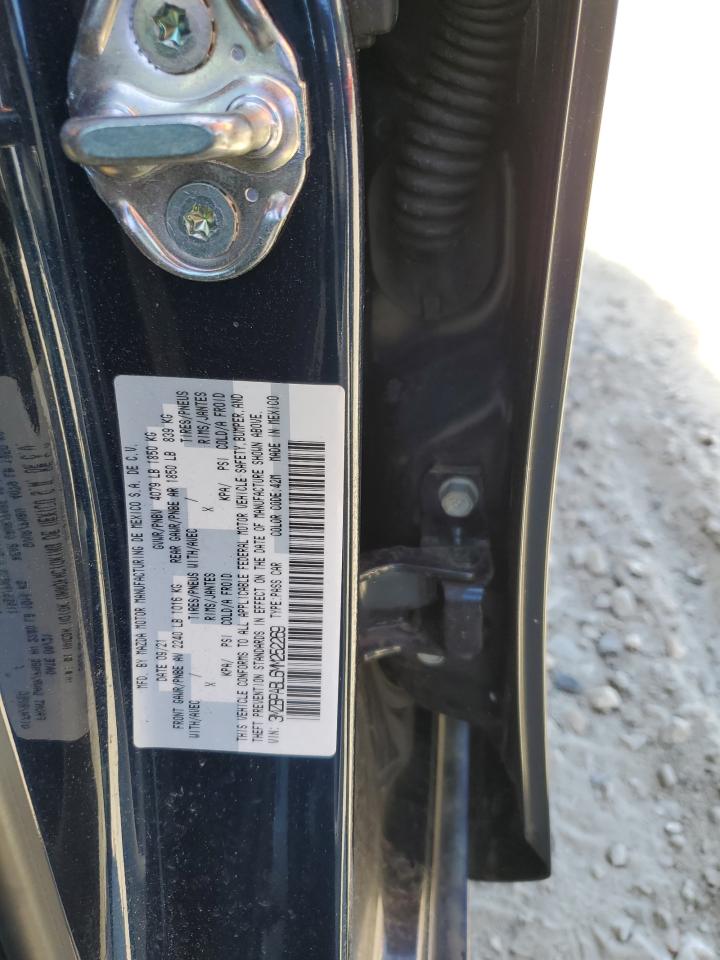 MFD. BY MAZDA MOTOR MANUFACTURING DE MEXICO S.A. DE C.V.
DATE 09/21 GVWR/PNBV 4079 LB 1850 KG
FRONT GAWR/PNBE AV 2240 LB 1016 KG REAR GAWR/PNBE AR 1850 LB 839 KG
WITH/AVEC TIRES/PNEUS WITH/AVEC TIRES/PNEUS
/ RIMS/JANTES / RIMS/JANTES
X X
KPA/ PSI COLD/A FROID KPA/ PSI COLD/A FROID
THIS VEHICLE CONFORMS TO ALL APPLICABLE FEDERAL MOTOR VEHICLE SAFETY, BUMPER, AND
THEFT PREVENTION STANDARDS IN EFFECT ON THE DATE OF MANUFACTURE SHOWN ABOVE.
VIN: 3MZBPABL6NM252269 TYPE PASS CAR COLOR CODE:42M MADE IN MEXICO